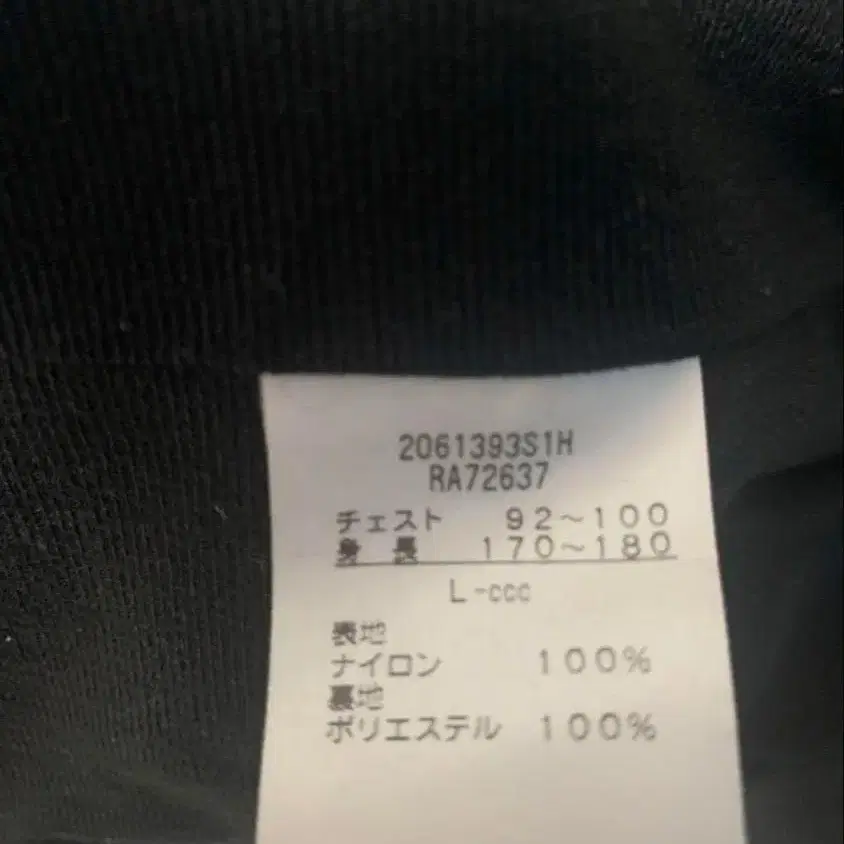 2061393S1H
RA72637
チェスト 92～100
身長 170～180
L-ccc
表地
ナイロン 100%
裏地
ポリエステル 100%